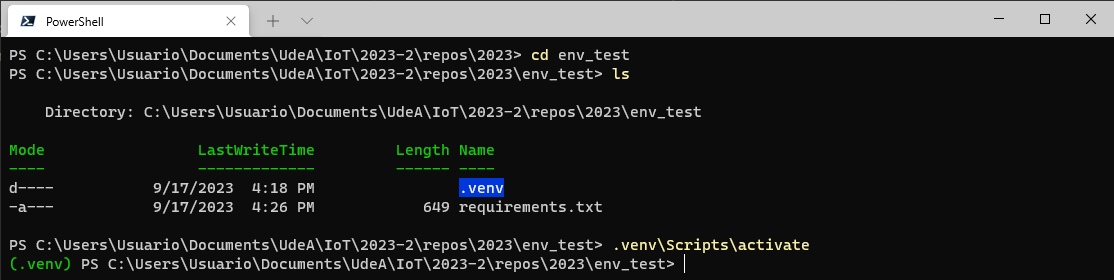 PowerShell
PS C:\Users\Usuario\Documents\UdeA\IoT\2023-2\repos\2023> cd env_test
PS C:\Users\Usuario\Documents\UdeA\IoT\2023-2\repos\2023\env_test> ls
    Directory: C:\Users\Usuario\Documents\UdeA\IoT\2023-2\repos\2023\env_test
Mode                 LastWriteTime         Length Name
----                 -------------         ------ ----
d----           9/17/2023  4:18 PM                .venv
-a---           9/17/2023  4:26 PM            649 requirements.txt
PS C:\Users\Usuario\Documents\UdeA\IoT\2023-2\repos\2023\env_test> .venv\Scripts\activate
(.venv) PS C:\Users\Usuario\Documents\UdeA\IoT\2023-2\repos\2023\env_test>